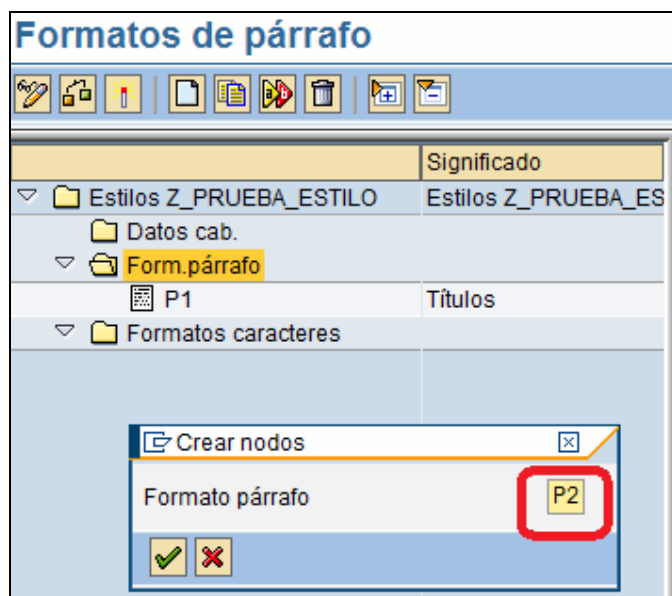 Formatos de párrafo
Significado
Estilos Z_PRUEBA_ESTILO Estilos Z_PRUEBA_ES
Datos cab.
Form.párrafo
P1 Títulos
Formatos caracteres
Crear nodos
Formato párrafo P2